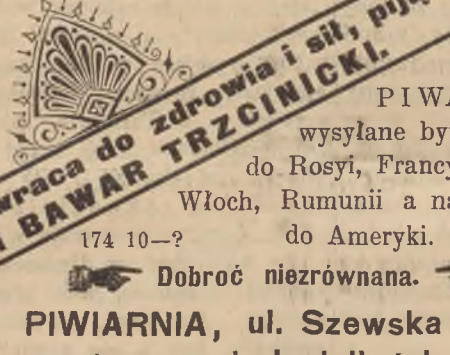 wraca do zdrowia i sił, piją
BAWAR TRZCINICKI.
PIWA
wysyłane by
do Rosyi, Francy
Włoch, Rumunii a na
174 10—? do Ameryki.
Dobroć niezrównana.
PIWIARNIA, ul. Szewska